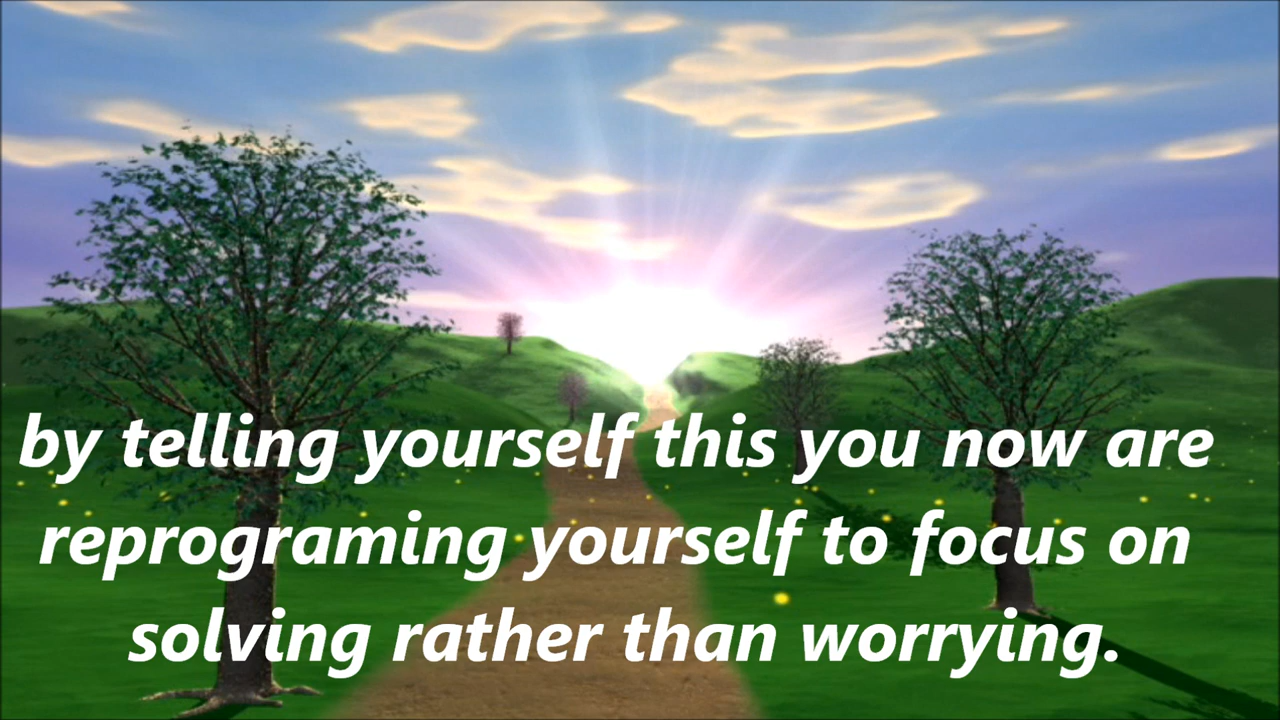 by telling yourself this you now are
reprograming yourself to focus on
solving rather than worrying.